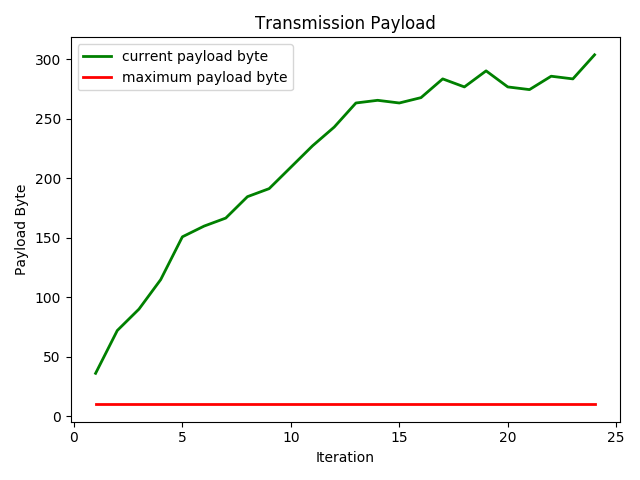 Transmission Payload
current payload byte
maximum payload byte
300
250
200
150
100
50
0
Payload Byte
0 5 10 15 20 25
Iteration